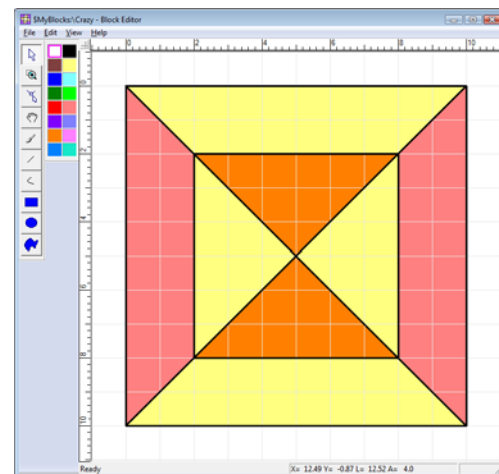 $MyBlocks:\Crazy - Block Editor
File Edit View Help
0 2 4 6 8 10
0
2
4
6
8
10
Ready X= 12.49 Y= -0.87 L= 12.52 A= 4.0